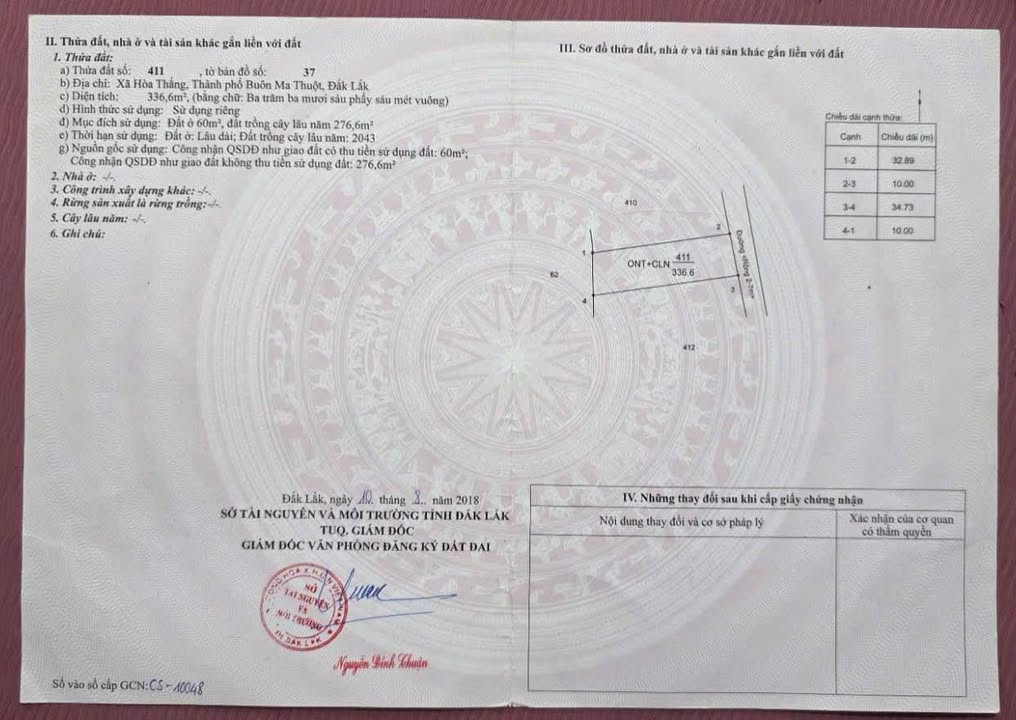 II. Thửa đất, nhà ở và tài sản khác gắn liền với đất
1. Thửa đất:
a) Thửa đất số: 411 , tờ bản đồ số: 37
b) Địa chỉ: Xã Hòa Thắng, Thành phố Buôn Ma Thuột, Đắk Lắk
c) Diện tích: 336,6m², (bằng chữ: Ba trăm ba mươi sáu phẩy sáu mét vuông)
d) Hình thức sử dụng: Sử dụng riêng
đ) Mục đích sử dụng: Đất ở 60m², đất trồng cây lâu năm 276,6m²
e) Thời hạn sử dụng: Đất ở: Lâu dài; Đất trồng cây lâu năm: 2043
g) Nguồn gốc sử dụng: Công nhận QSDĐ như giao đất có thu tiền sử dụng đất: 60m²;
Công nhận QSDĐ như giao đất không thu tiền sử dụng đất: 276,6m²
2. Nhà ở: -/-.
3. Công trình xây dựng khác: -/-.
4. Rừng sản xuất là rừng trồng:-/-.
5. Cây lâu năm: -/-.
6. Ghi chú:
Đắk Lắk, ngày 10 tháng 8 năm 2018
SỞ TÀI NGUYÊN VÀ MÔI TRƯỜNG TỈNH ĐẮK LẮK
TUQ. GIÁM ĐỐC
GIÁM ĐỐC VĂN PHÒNG ĐĂNG KÝ ĐẤT ĐAI
SỞ
TÀI NGUYÊN
VÀ
MÔI TRƯỜNG
Nguyễn Đình Thuận
Số vào sổ cấp GCN: CS-10048
III. Sơ đồ thửa đất, nhà ở và tài sản khác gắn liền với đất
Chiều dài cạnh thửa:
Cạnh Chiều dài (m)
1-2 32.89
2-3 10.00
3-4 34.73
4-1 10.00
410
2
1
62
ONT+CLN 411
336.6
4
3
412
IV. Những thay đổi sau khi cấp giấy chứng nhận
Nội dung thay đổi và cơ sở pháp lý
Xác nhận của cơ quan
có thẩm quyền